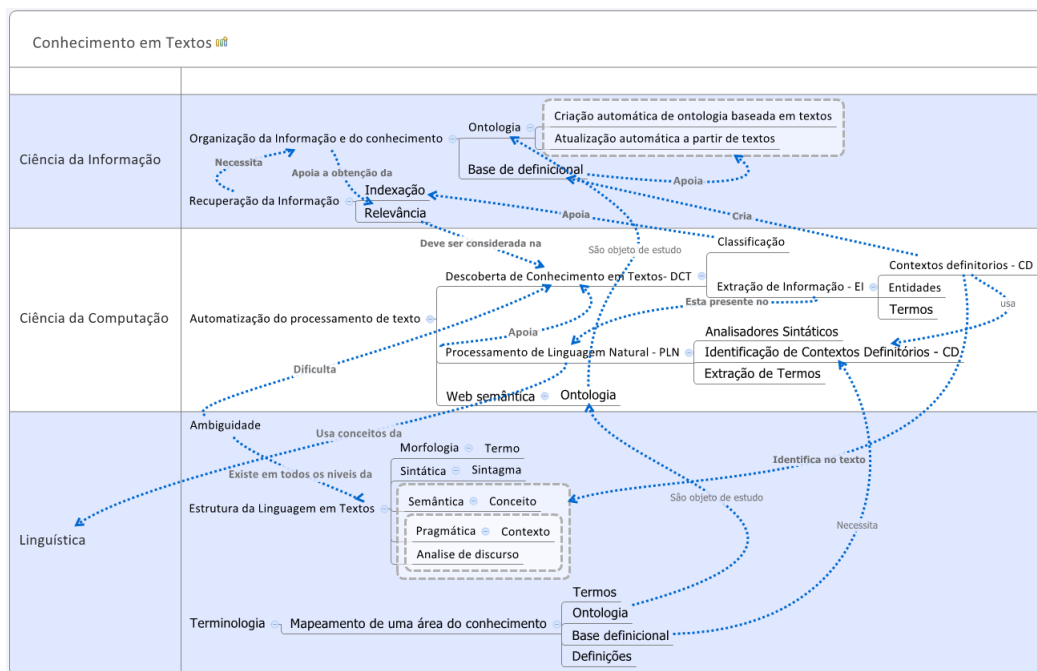 Conhecimento em Textos
Ciência da Informação
Organização da Informação e do conhecimento
Ontologia
Criação automática de ontologia baseada em textos
Atualização automática a partir de textos
Base de definicional
Necessita
Apoia a obtenção da
Apoia
Recuperação da Informação
Indexação
Relevância
Apoia
Cria
Ciência da Computação
Deve ser considerada na
São objeto de estudo
Classificação
Descoberta de Conhecimento em Textos- DCT
Extração de Informação - EI
Contextos definitorios - CD
Entidades
Termos
Esta presente no
usa
Automatização do processamento de texto
Apoia
Analisadores Sintáticos
Processamento de Linguagem Natural - PLN
Identificação de Contextos Definitórios - CD
Extração de Termos
Dificulta
Web semântica
Ontologia
Linguística
Ambiguidade
Usa conceitos da
Morfologia
Termo
Existe em todos os niveis da
Sintática
Sintagma
Identifica no texto
Estrutura da Linguagem em Textos
Semântica
Conceito
São objeto de estudo
Pragmática
Contexto
Necessita
Analise de discurso
Terminologia
Mapeamento de uma área do conhecimento
Termos
Ontologia
Base definicional
Definições